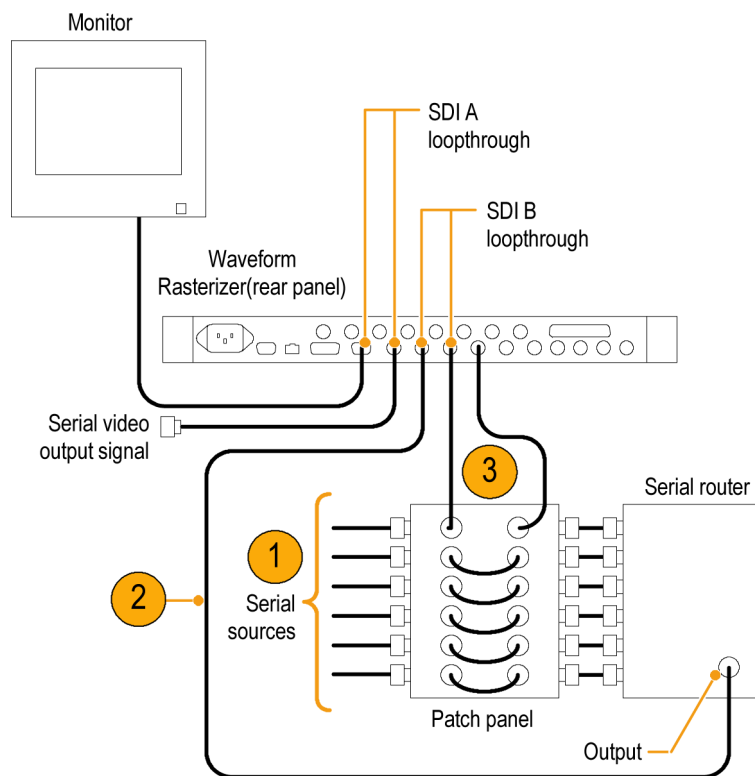 Monitor
SDI A
loopthrough
SDI B
loopthrough
Waveform
Rasterizer(rear panel)
Serial video
output signal
3
Serial router
1
2
Serial
sources
Patch panel
Output